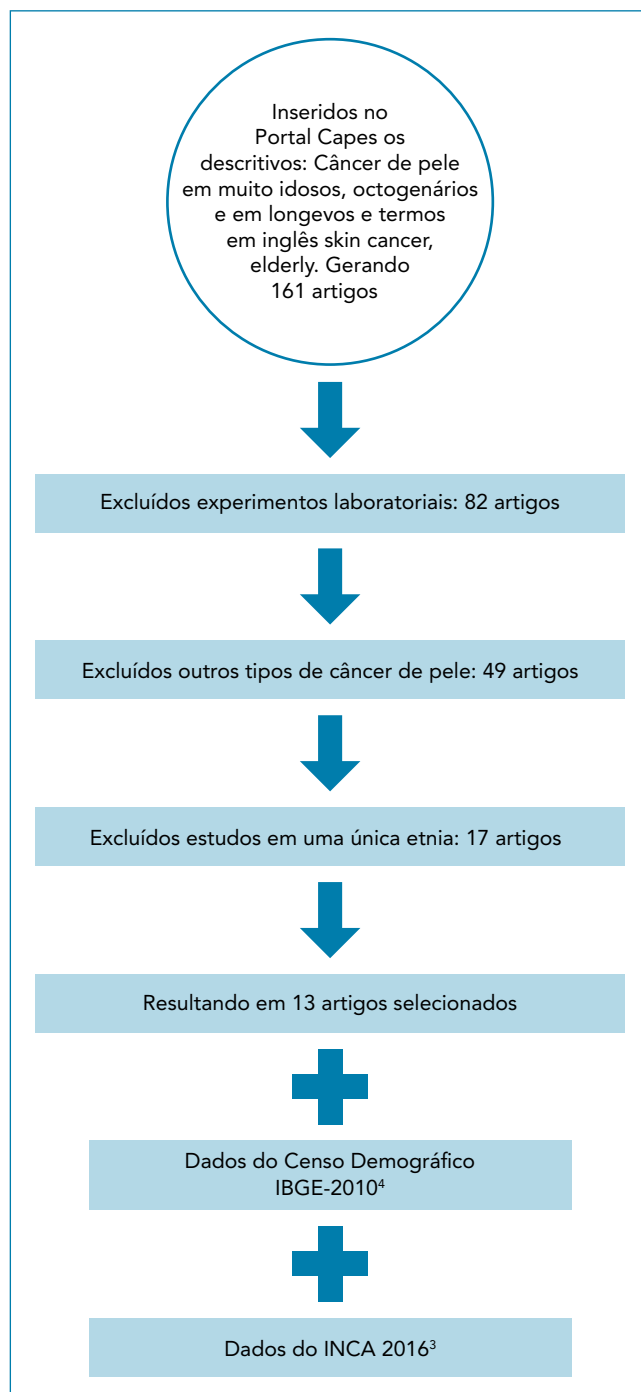 Inseridos no
Portal Capes os
descritivos: Câncer de pele
em muito idosos, octogenários
e em longevos e termos
em inglês skin cancer,
elderly. Gerando
161 artigos
Excluídos experimentos laboratoriais: 82 artigos
Excluídos outros tipos de câncer de pele: 49 artigos
Excluídos estudos em uma única etnia: 17 artigos
Resultando em 13 artigos selecionados
Dados do Censo Demográfico
IBGE-2010⁴
Dados do INCA 2016³